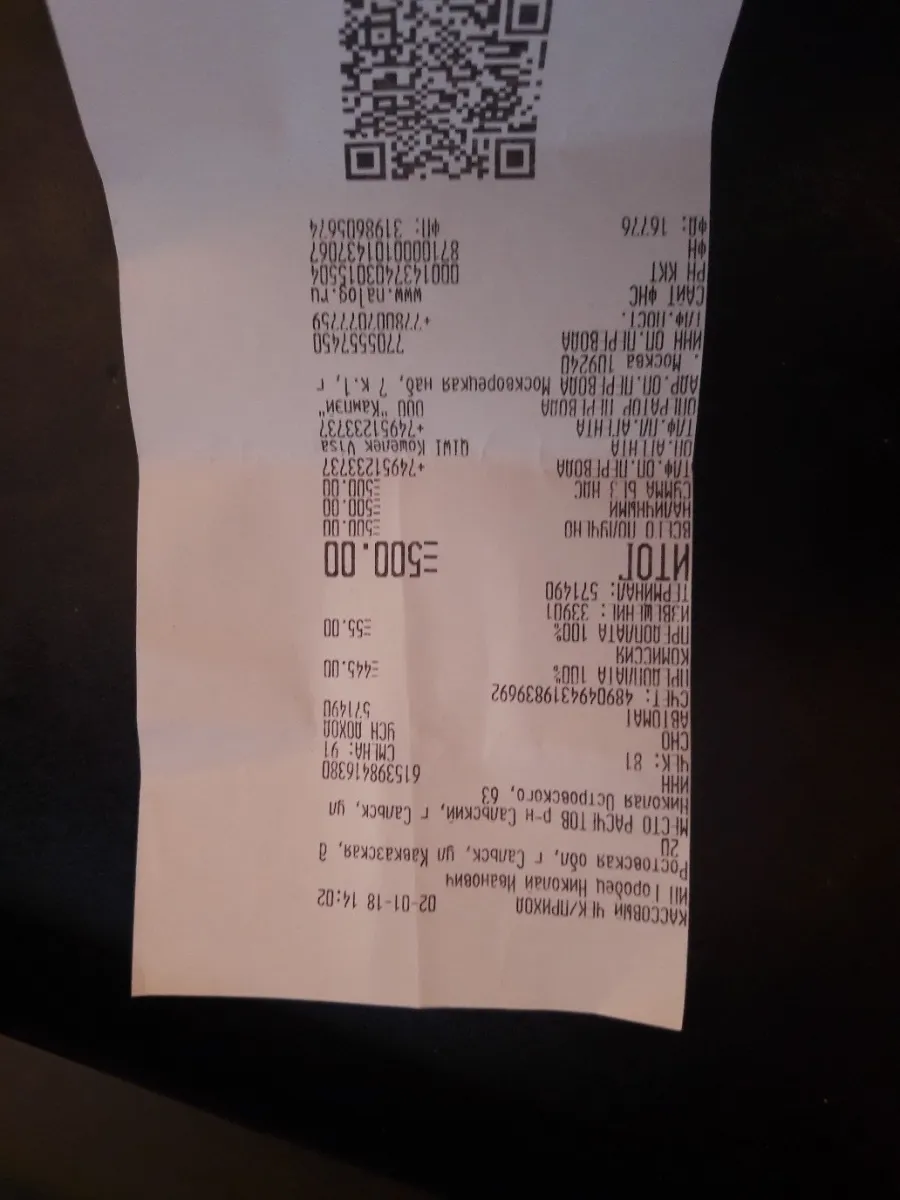 КАССОВЫЙ ЧЕК/ПРИХОД 02-01-18 14:02
ИП Городец Николай Иванович
Ростовская обл, г Сальск, ул Кавказская, д
20
МЕСТО РАСЧЕТОВ р-н Сальский, г Сальск, ул
Николая Островского, 63
ИНН 615398416380
ЧЕК: 81 СМЕНА: 91
СНО УСН ДОХОД
АВТОМАТ 571490
СЧЕТ: 4890494319839692
ПРЕДОПЛАТА 100% =445.00
КОМИССИЯ
ПРЕДОПЛАТА 100% =55.00
ИЗВЕЩЕНИЕ: 33901
ТЕРМИНАЛ: 571490
ИТОГ =500.00
ВСЕГО ПОЛУЧЕНО =500.00
НАЛИЧНЫМИ =500.00
СУММА БЕЗ НДС =500.00
ТЛФ.ОП.ПЕРЕВОДА +74951233737
ОП.АГЕНТА QIWI Кошелек Visa
ТЛФ.ПЛ.АГЕНТА +74951233737
ОПЕРАТОР ПЕРЕВОДА ООО "Кампэй"
АДР.ОП.ПЕРЕВОДА Москворецкая наб, 7 к.1, г
. Москва 109240
ИНН ОП.ПЕРЕВОДА 7705557450
ТЛФ.ПОСТ. +778007077759
САЙТ ФНС www.nalog.ru
РН ККТ 0001437403015504
ФН 8710000101437067
ФД: 16776 ФП: 3198605674